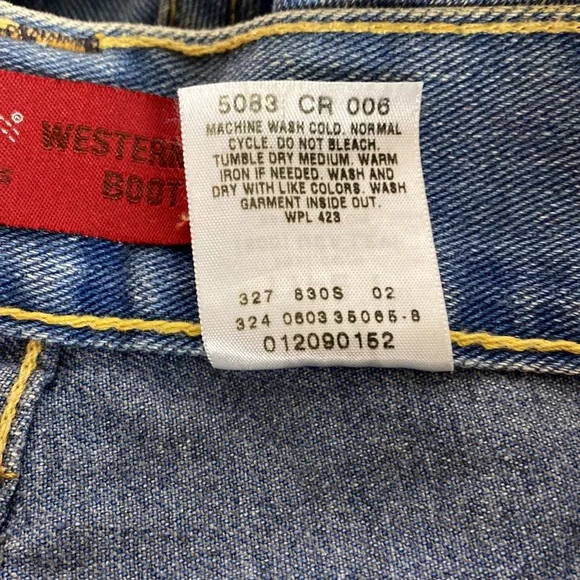 WESTERN
BOOT
5083 CR 006
MACHINE WASH COLD. NORMAL
CYCLE. DO NOT BLEACH.
TUMBLE DRY MEDIUM. WARM
IRON IF NEEDED. WASH AND
DRY WITH LIKE COLORS. WASH
GARMENT INSIDE OUT.
WPL 423
327 830S 02
324 060335065-8
012090152